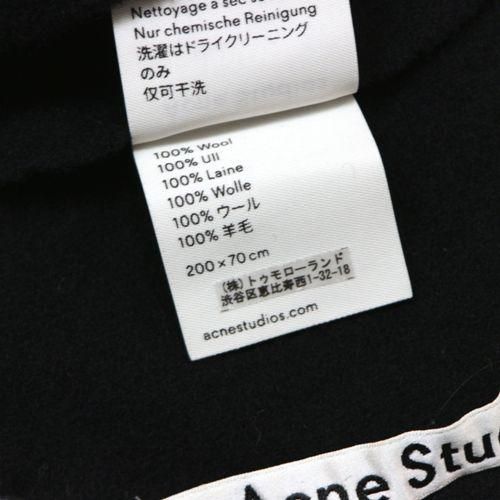 Nettoyage à sec
Nur chemische Reinigung
洗濯はドライクリーニング
のみ
仅可干洗
100% Wool
100% Ull
100% Laine
100% Wolle
100% ウール
100% 羊毛
200 x 70 cm
(株)トゥモローランド
渋谷区恵比寿西1-32-18
acnestudios.com
Acne Stu